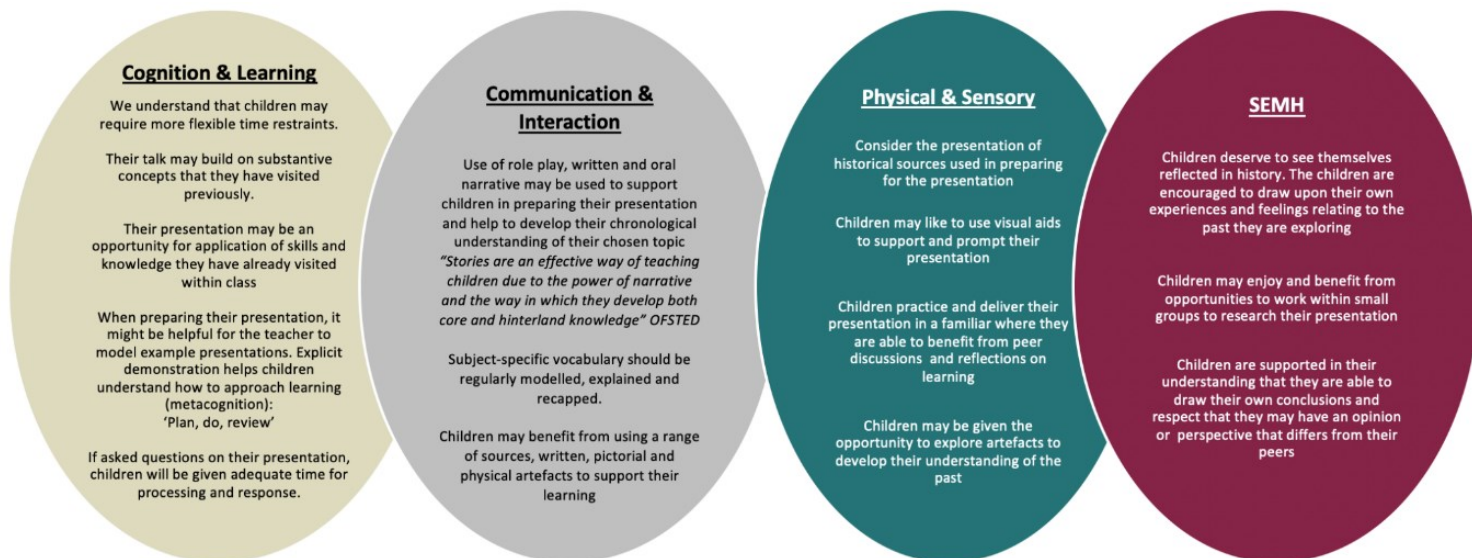 Cognition & Learning
We understand that children may
require more flexible time restraints.
Their talk may build on substantive
concepts that they have visited
previously.
Their presentation may be an
opportunity for application of skills and
knowledge they have already visited
within class
When preparing their presentation, it
might be helpful for the teacher to
model example presentations. Explicit
demonstration helps children
understand how to approach learning
(metacognition):
‘Plan, do, review’
If asked questions on their presentation,
children will be given adequate time for
processing and response.
Communication &
Interaction
Use of role play, written and oral
narrative may be used to support
children in preparing their presentation
and help to develop their chronological
understanding of their chosen topic
“Stories are an effective way of teaching
children due to the power of narrative
and the way in which they develop both
core and hinterland knowledge” OFSTED
Subject-specific vocabulary should be
regularly modelled, explained and
recapped.
Children may benefit from using a range
of sources, written, pictorial and
physical artefacts to support their
learning
Physical & Sensory
Consider the presentation of
historical sources used in preparing
for the presentation
Children may like to use visual aids
to support and prompt their
presentation
Children practice and deliver their
presentation in a familiar where they
are able to benefit from peer
discussions and reflections on
learning
Children may be given the
opportunity to explore artefacts to
develop their understanding of the
past
SEMH
Children deserve to see themselves
reflected in history. The children are
encouraged to draw upon their own
experiences and feelings relating to the
past they are exploring
Children may enjoy and benefit from
opportunities to work within small
groups to research their presentation
Children are supported in their
understanding that they are able to
draw their own conclusions and
respect that they may have an opinion
or perspective that differs from their
peers